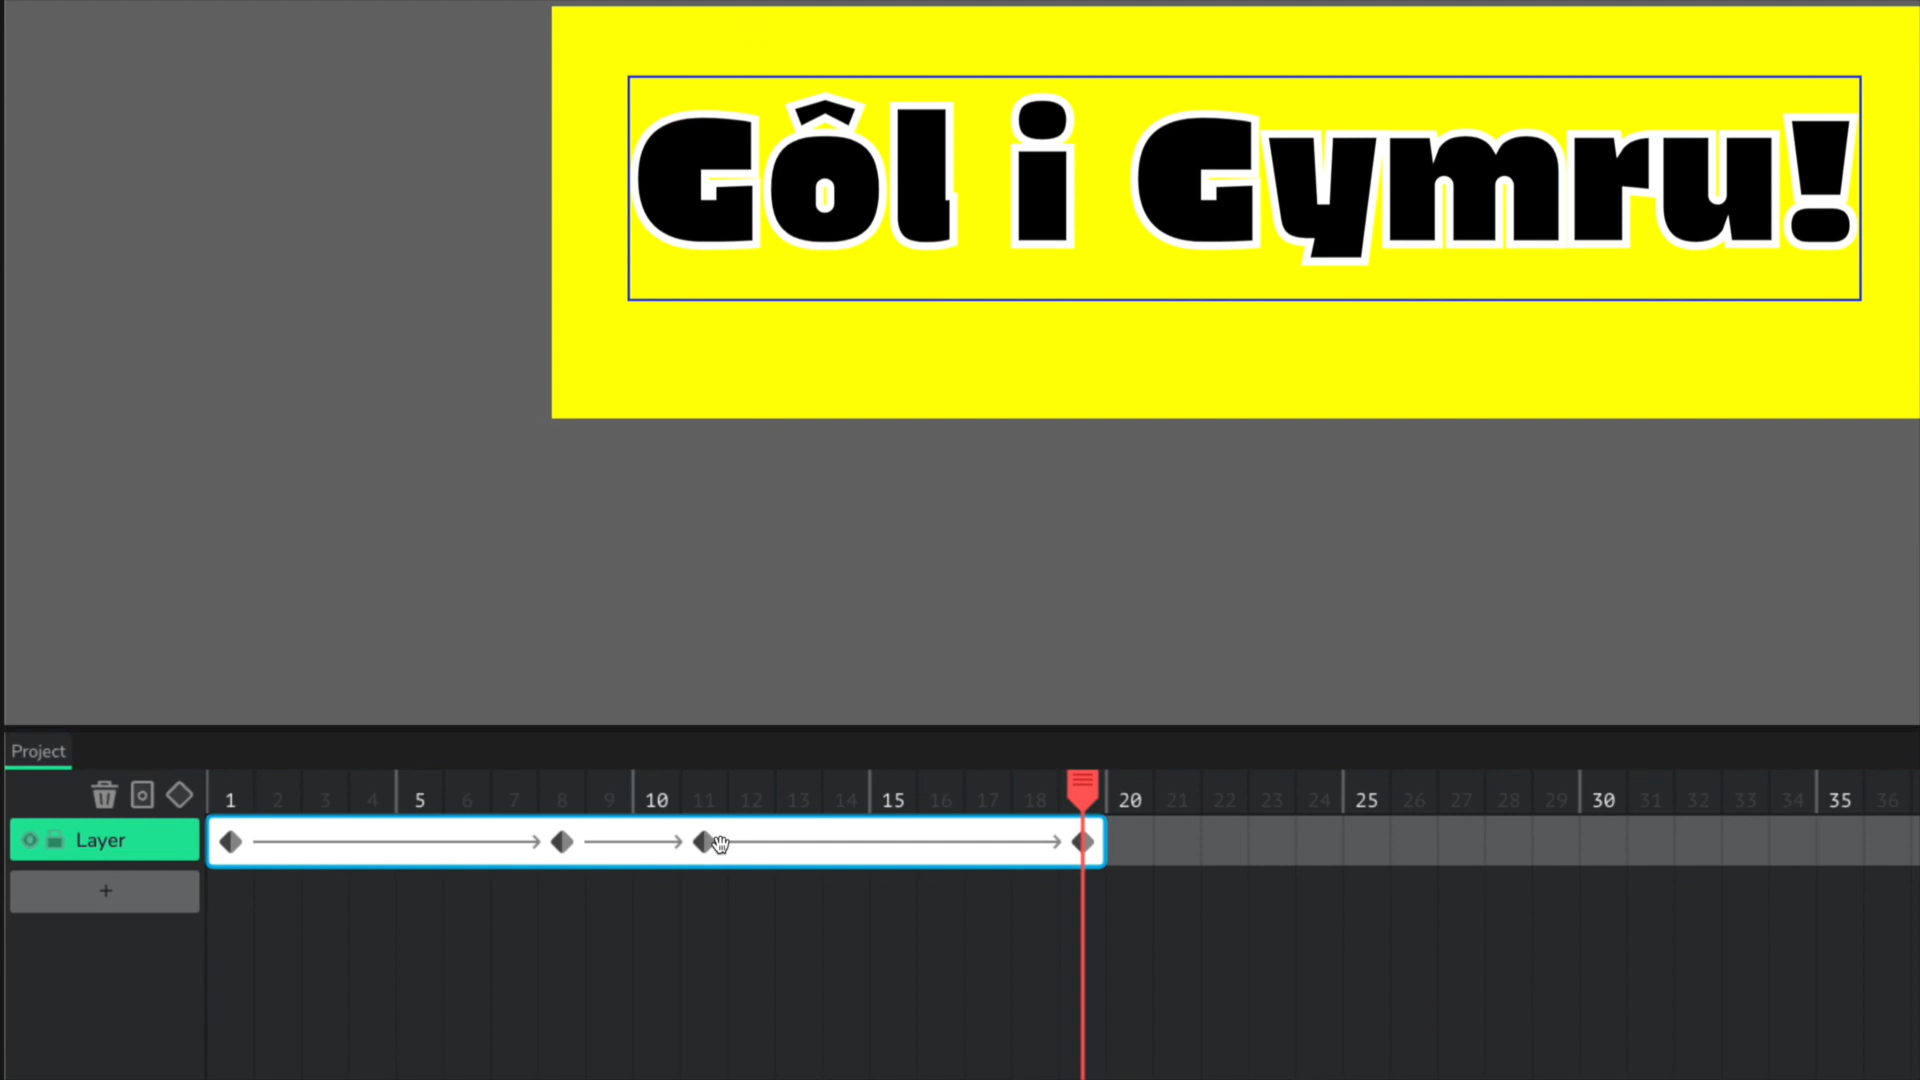 Gôl i Gymru!
Project
1 2 3 4 5 6 7 8 9 10 11 12 13 14 15 16 17 18 20 21 22 23 24 25 26 27 28 29 30 31 32 33 34 35 36
Layer
+